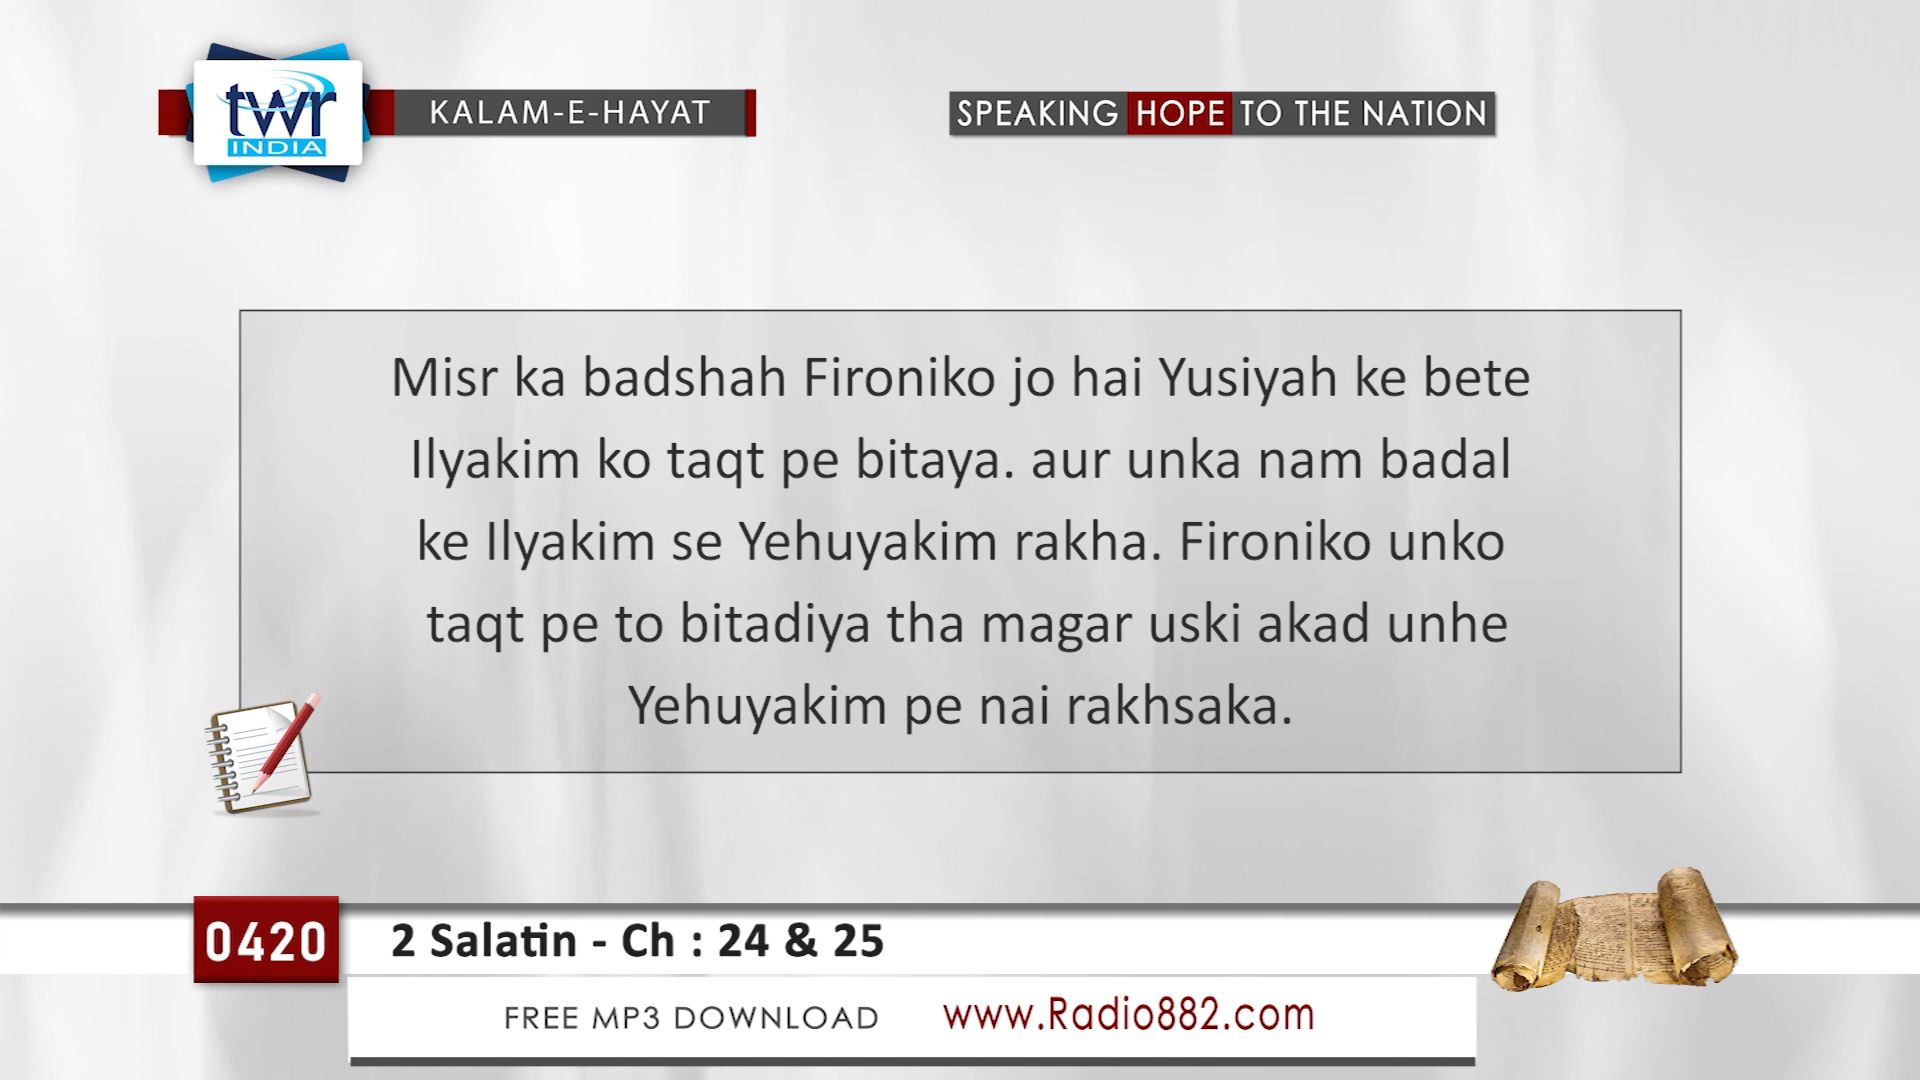 twr
INDIA
KALAM-E-HAYAT
SPEAKING HOPE TO THE NATION
Misr ka badshah Fironiko jo hai Yusiyah ke bete
Ilyakim ko taqt pe bitaya. aur unka nam badal
ke Ilyakim se Yehuyakim rakha. Fironiko unko
taqt pe to bitadiya tha magar uski akad unhe
Yehuyakim pe nai rakhsaka.
0420
2 Salatin - Ch : 24 & 25
FREE MP3 DOWNLOAD www.Radio882.com